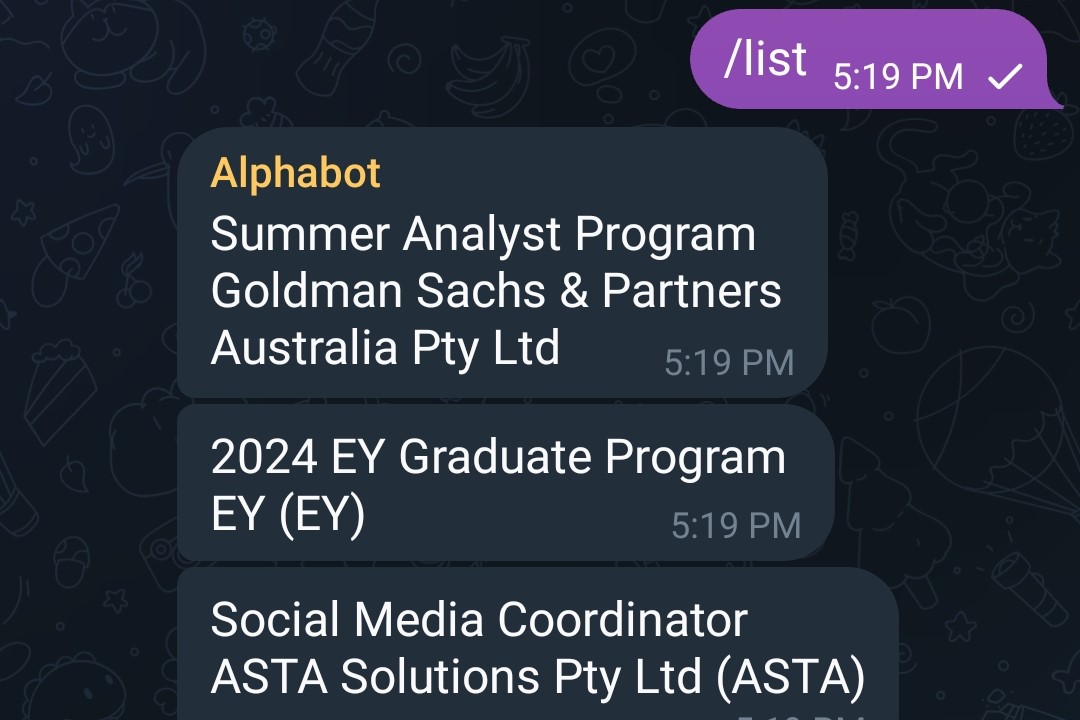 /list 5:19 PM
Alphabot
Summer Analyst Program
Goldman Sachs & Partners
Australia Pty Ltd 5:19 PM
2024 EY Graduate Program
EY (EY) 5:19 PM
Social Media Coordinator
ASTA Solutions Pty Ltd (ASTA)